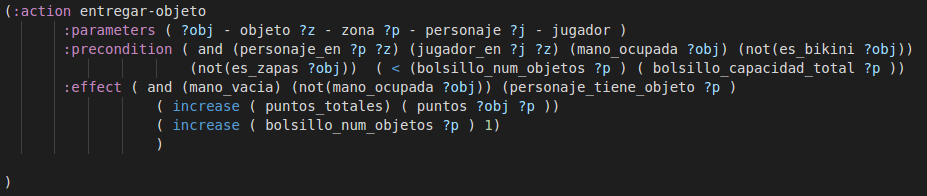 (:action entregar-objeto
:parameters ( ?obj - objeto ?z - zona ?p - personaje ?j - jugador )
:precondition ( and (personaje_en ?p ?z) (jugador_en ?j ?z) (mano_ocupada ?obj) (not(es_bikini ?obj))
(not(es_zapas ?obj))  ( < (bolsillo_num_objetos ?p ) ( bolsillo_capacidad_total ?p ))
:effect ( and (mano_vacia) (not(mano_ocupada ?obj)) (personaje_tiene_objeto ?p )
( increase ( puntos_totales) ( puntos ?obj ?p ))
( increase ( bolsillo_num_objetos ?p ) 1)
)
)